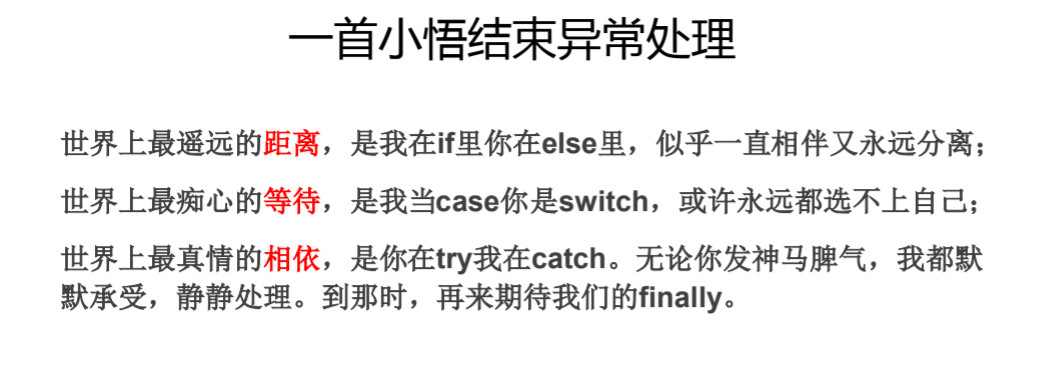 一首小悟结束异常处理
世界上最遥远的距离，是我在if里你在else里，似乎一直相伴又永远分离；
世界上最痴心的等待，是我当case你是switch，或许永远都选不上自己；
世界上最真情的相依，是你在try我在catch。无论你发神马脾气，我都默
默承受，静静处理。到那时，再来期待我们的finally。